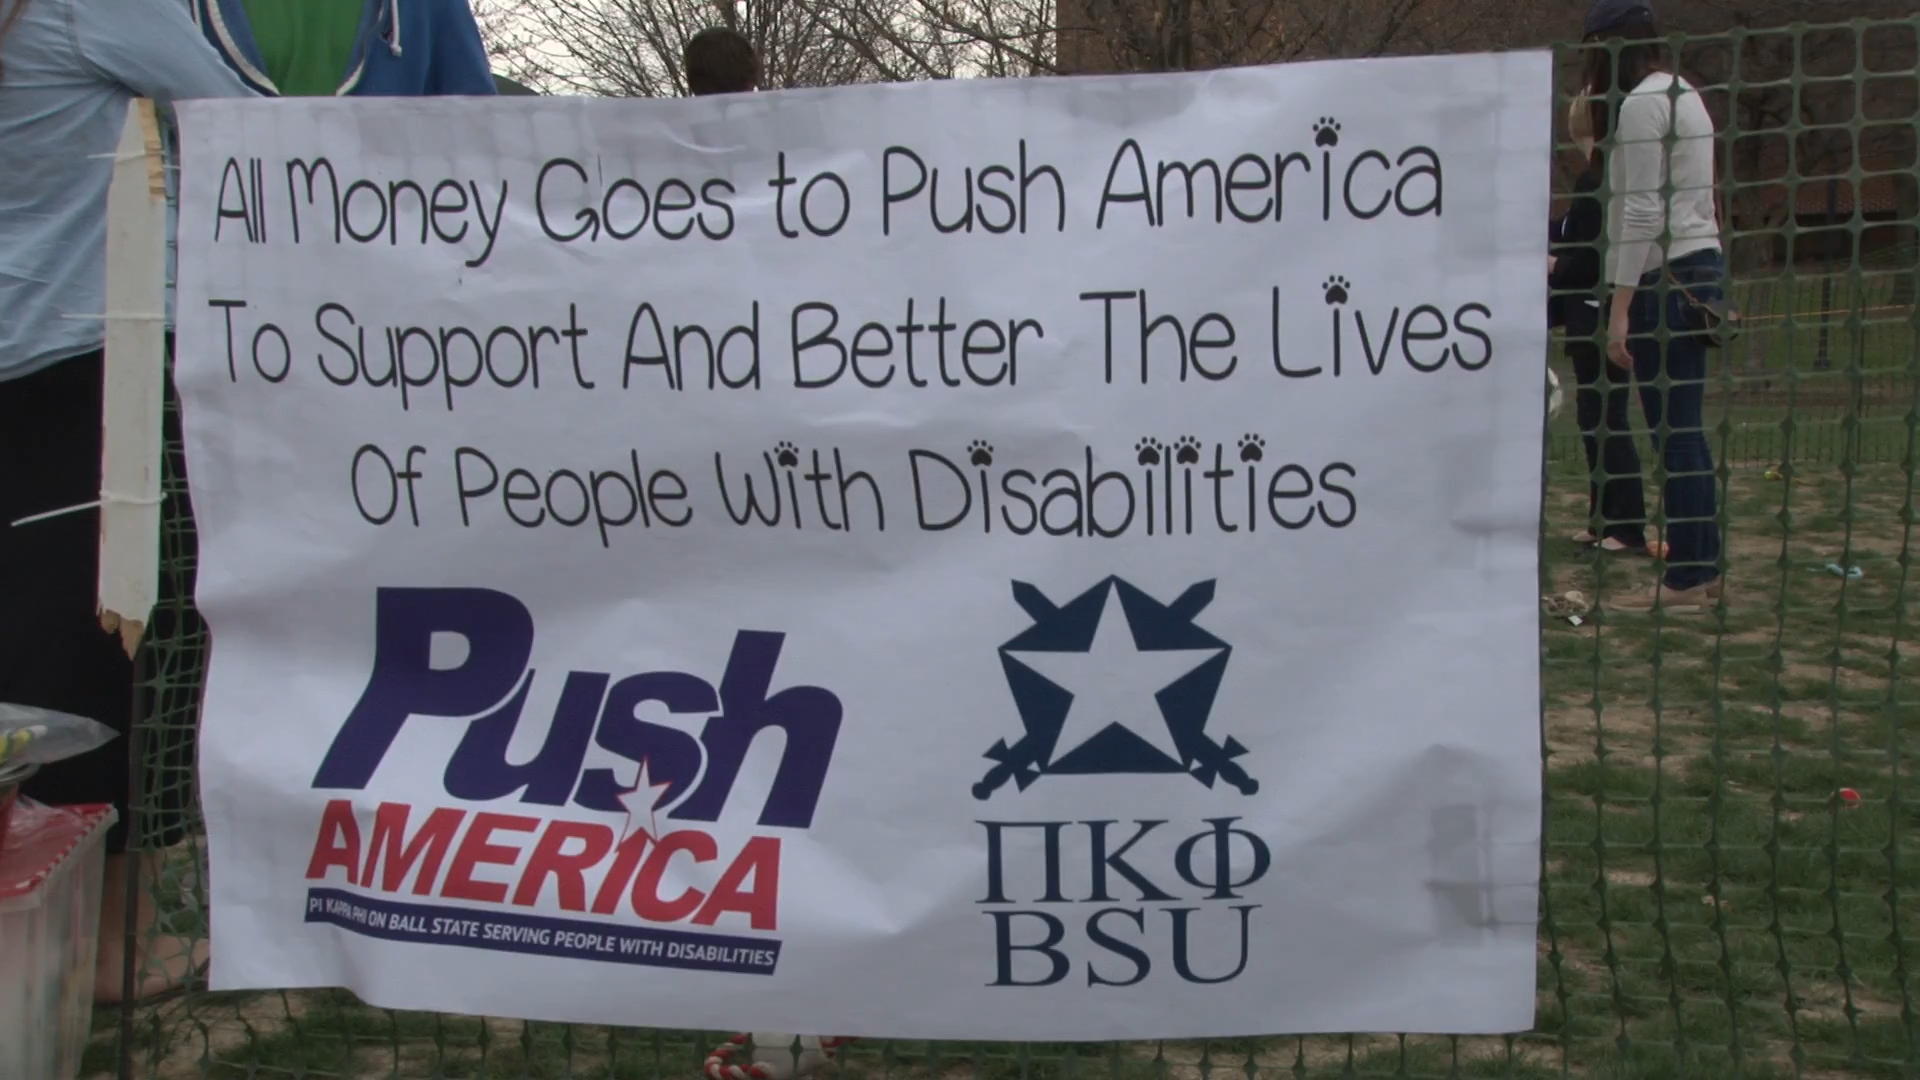 All Money Goes to Push America
To Support And Better The Lives
Of People With Disabilities
Push
AMERICA
PI KAPPA PHI ON BALL STATE SERVING PEOPLE WITH DISABILITIES
ΠΚΦ
BSU